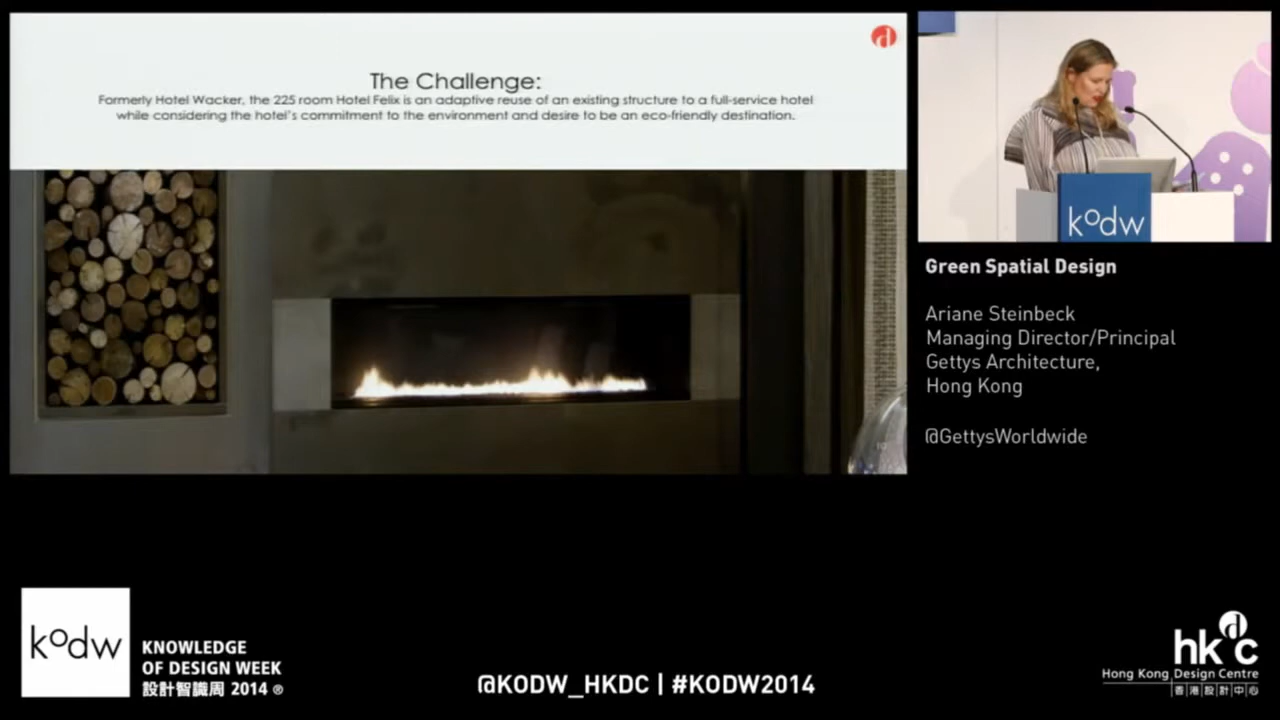 The Challenge:
Formerly Hotel Wacker, the 225 room Hotel Felix is an adaptive reuse of an existing structure to a full-service hotel
while considering the hotel's commitment to the environment and desire to be an eco-friendly destination.
kodw
Green Spatial Design
Ariane Steinbeck
Managing Director/Principal
Gettys Architecture,
Hong Kong
@GettysWorldwide
kodw
KNOWLEDGE
OF DESIGN WEEK
設計智識周 2014 ®
@KODW_HKDC | #KODW2014
hkdc
Hong Kong Design Centre
香港設計中心